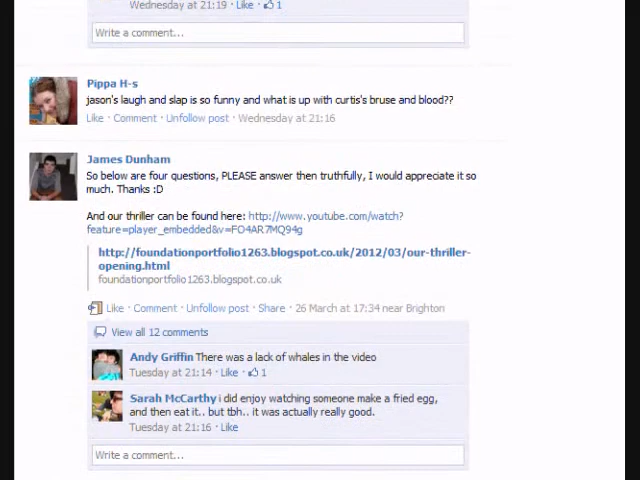 Wednesday at 21:19 · Like · 1
Write a comment...
Pippa H-s
jason's laugh and slap is so funny and what is up with curtis's bruse and blood??
Like · Comment · Unfollow post · Wednesday at 21:16
James Dunham
So below are four questions, PLEASE answer then truthfully, I would appreciate it so
much. Thanks :D
And our thriller can be found here: http://www.youtube.com/watch?
feature=player_embedded&v=FO4AR7MQ94g
http://foundationportfolio1263.blogspot.co.uk/2012/03/our-thriller-
opening.html
foundationportfolio1263.blogspot.co.uk
Like · Comment · Unfollow post · Share · 26 March at 17:34 near Brighton
View all 12 comments
Andy Griffin There was a lack of whales in the video
Tuesday at 21:14 · Like · 1
Sarah McCarthy i did enjoy watching someone make a fried egg,
and then eat it.. but tbh.. it was actually really good.
Tuesday at 21:16 · Like
Write a comment...